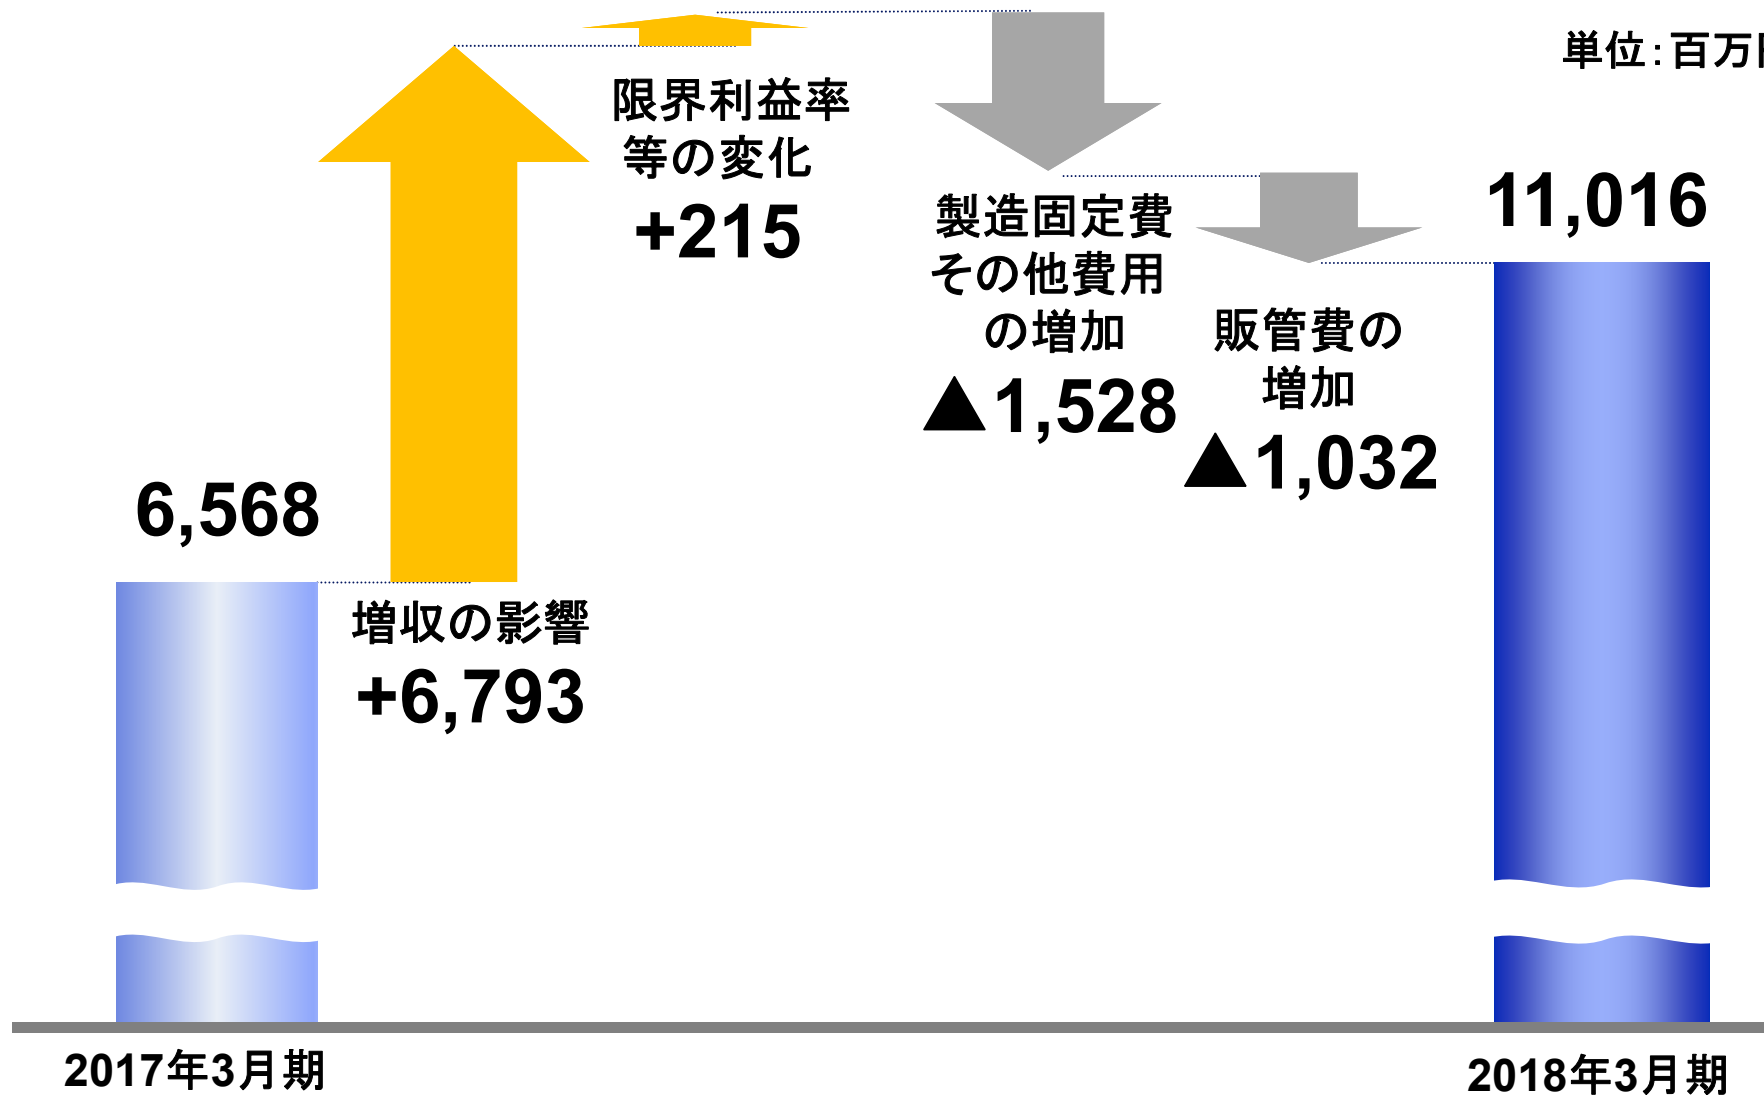 単位：百万
限界利益率
等の変化
+215
製造固定費
その他費用
の増加
▲1,528
販管費の
増加
▲1,032
11,016
6,568
増収の影響
+6,793
2017年3月期
2018年3月期